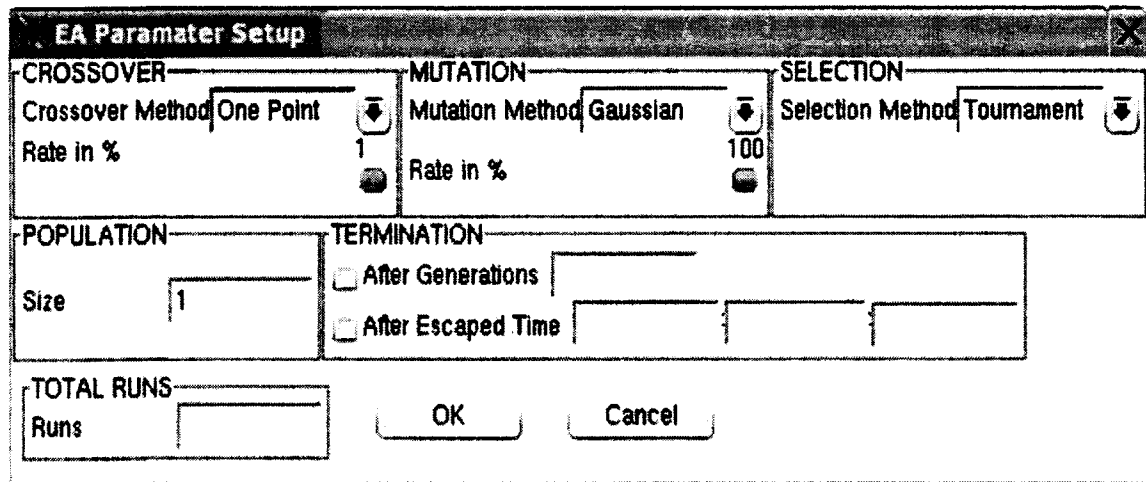 EA Paramater Setup
CROSSOVER MUTATION SELECTION
Crossover Method One Point Mutation Method Gaussian Selection Method Tournament
Rate in % 1 Rate in % 100
POPULATION TERMINATION
After Generations
Size 1
After Escaped Time : :
TOTAL RUNS
Runs OK Cancel